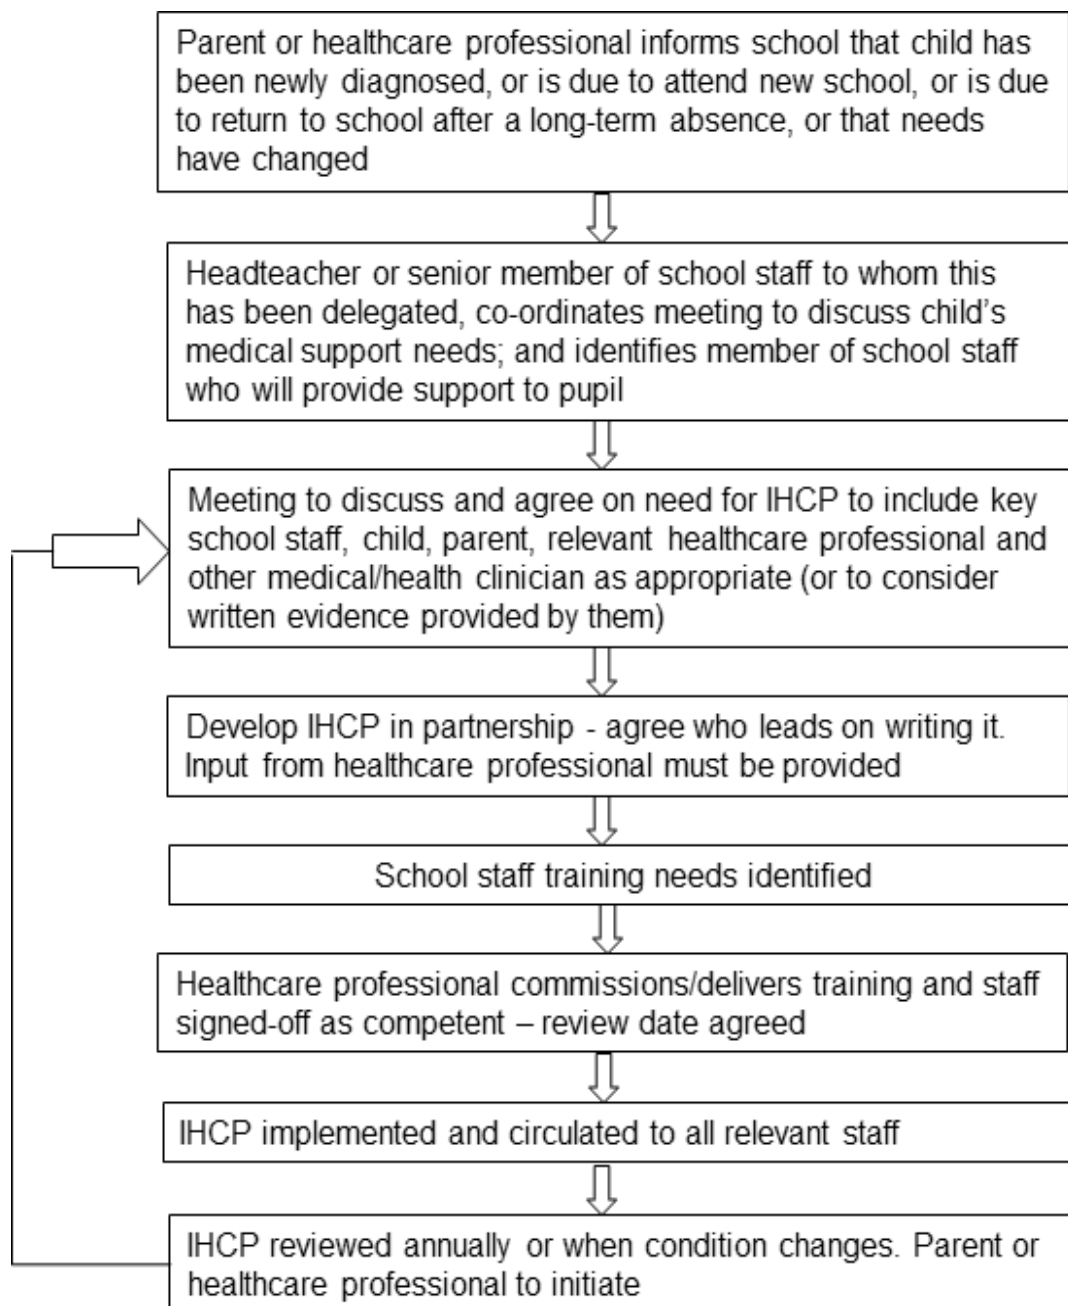 Parent or healthcare professional informs school that child has
been newly diagnosed, or is due to attend new school, or is due
to return to school after a long-term absence, or that needs
have changed
Headteacher or senior member of school staff to whom this
has been delegated, co-ordinates meeting to discuss child’s
medical support needs; and identifies member of school staff
who will provide support to pupil
Meeting to discuss and agree on need for IHCP to include key
school staff, child, parent, relevant healthcare professional and
other medical/health clinician as appropriate (or to consider
written evidence provided by them)
Develop IHCP in partnership - agree who leads on writing it.
Input from healthcare professional must be provided
School staff training needs identified
Healthcare professional commissions/delivers training and staff
signed-off as competent – review date agreed
IHCP implemented and circulated to all relevant staff
IHCP reviewed annually or when condition changes. Parent or
healthcare professional to initiate